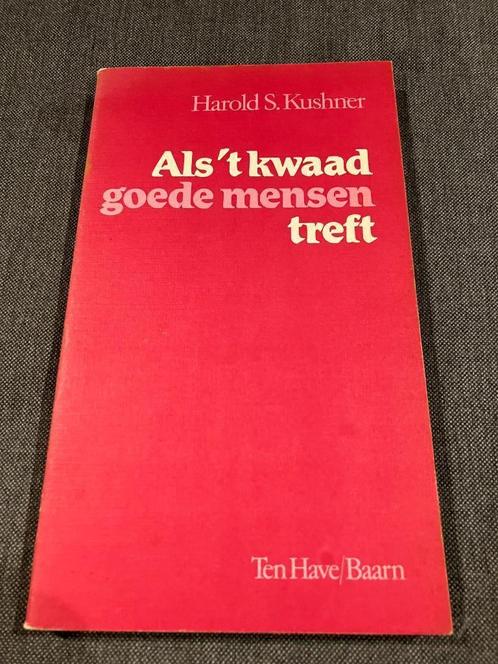 Harold S. Kushner
Als 't kwaad
goede mensen
treft
Ten Have/Baarn